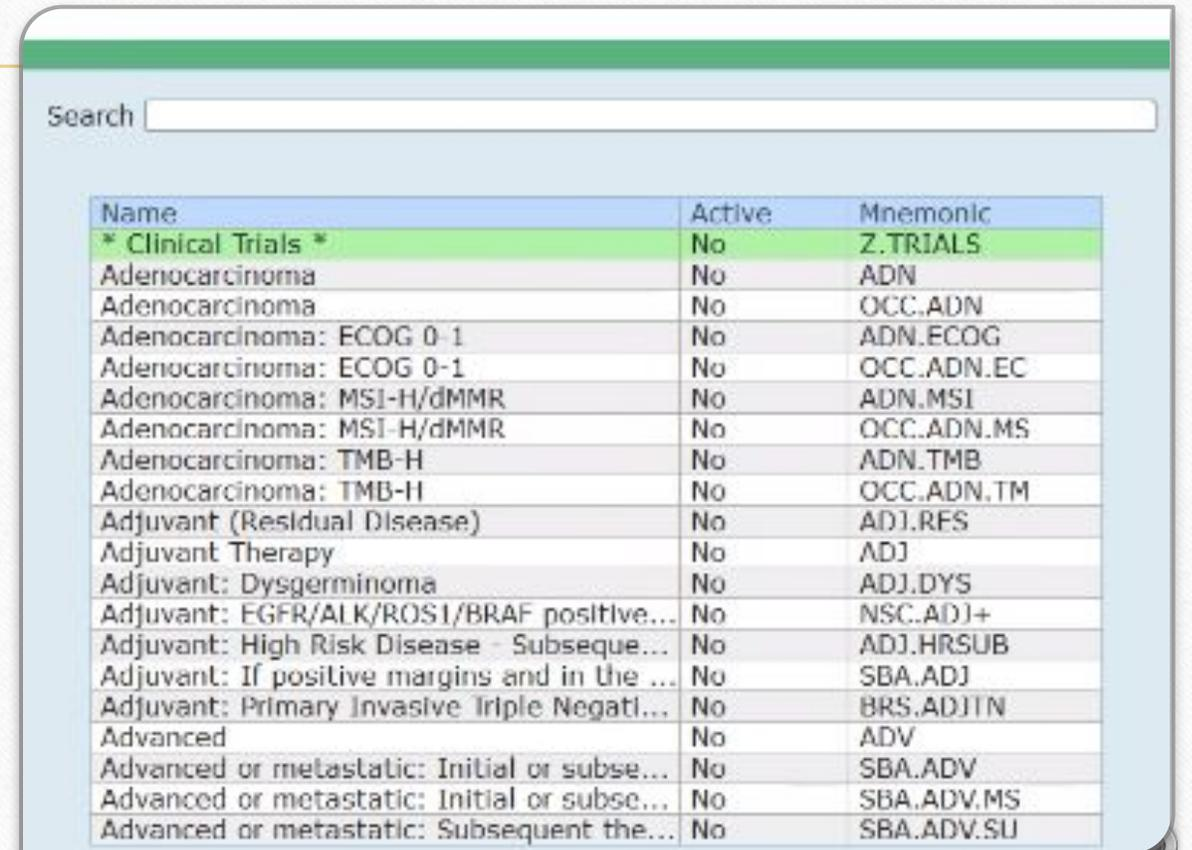 Search
Name Active Mnemonic
* Clinical Trials * No Z.TRIALS
Adenocarcinoma No ADN
Adenocarcinoma No OCC.ADN
Adenocarcinoma: ECOG 0-1 No ADN.ECOG
Adenocarcinoma: ECOG 0-1 No OCC.ADN.EC
Adenocarcinoma: MSI-H/dMMR No ADN.MSI
Adenocarcinoma: MSI-H/dMMR No OCC.ADN.MS
Adenocarcinoma: TMB-H No ADN.TMB
Adenocarcinoma: TMB-H No OCC.ADN.TM
Adjuvant (Residual Disease) No ADJ.RES
Adjuvant Therapy No ADJ
Adjuvant: Dysgerminoma No ADJ.DYS
Adjuvant: EGFR/ALK/ROS1/BRAF positive... No NSC.ADJ+
Adjuvant: High Risk Disease - Subseque... No ADJ.HRSUB
Adjuvant: If positive margins and in the ... No SBA.ADJ
Adjuvant: Primary Invasive Triple Negati... No BRS.ADJTN
Advanced No ADV
Advanced or metastatic: Initial or subse... No SBA.ADV
Advanced or metastatic: Initial or subse... No SBA.ADV.MS
Advanced or metastatic: Subsequent the... No SBA.ADV.SU